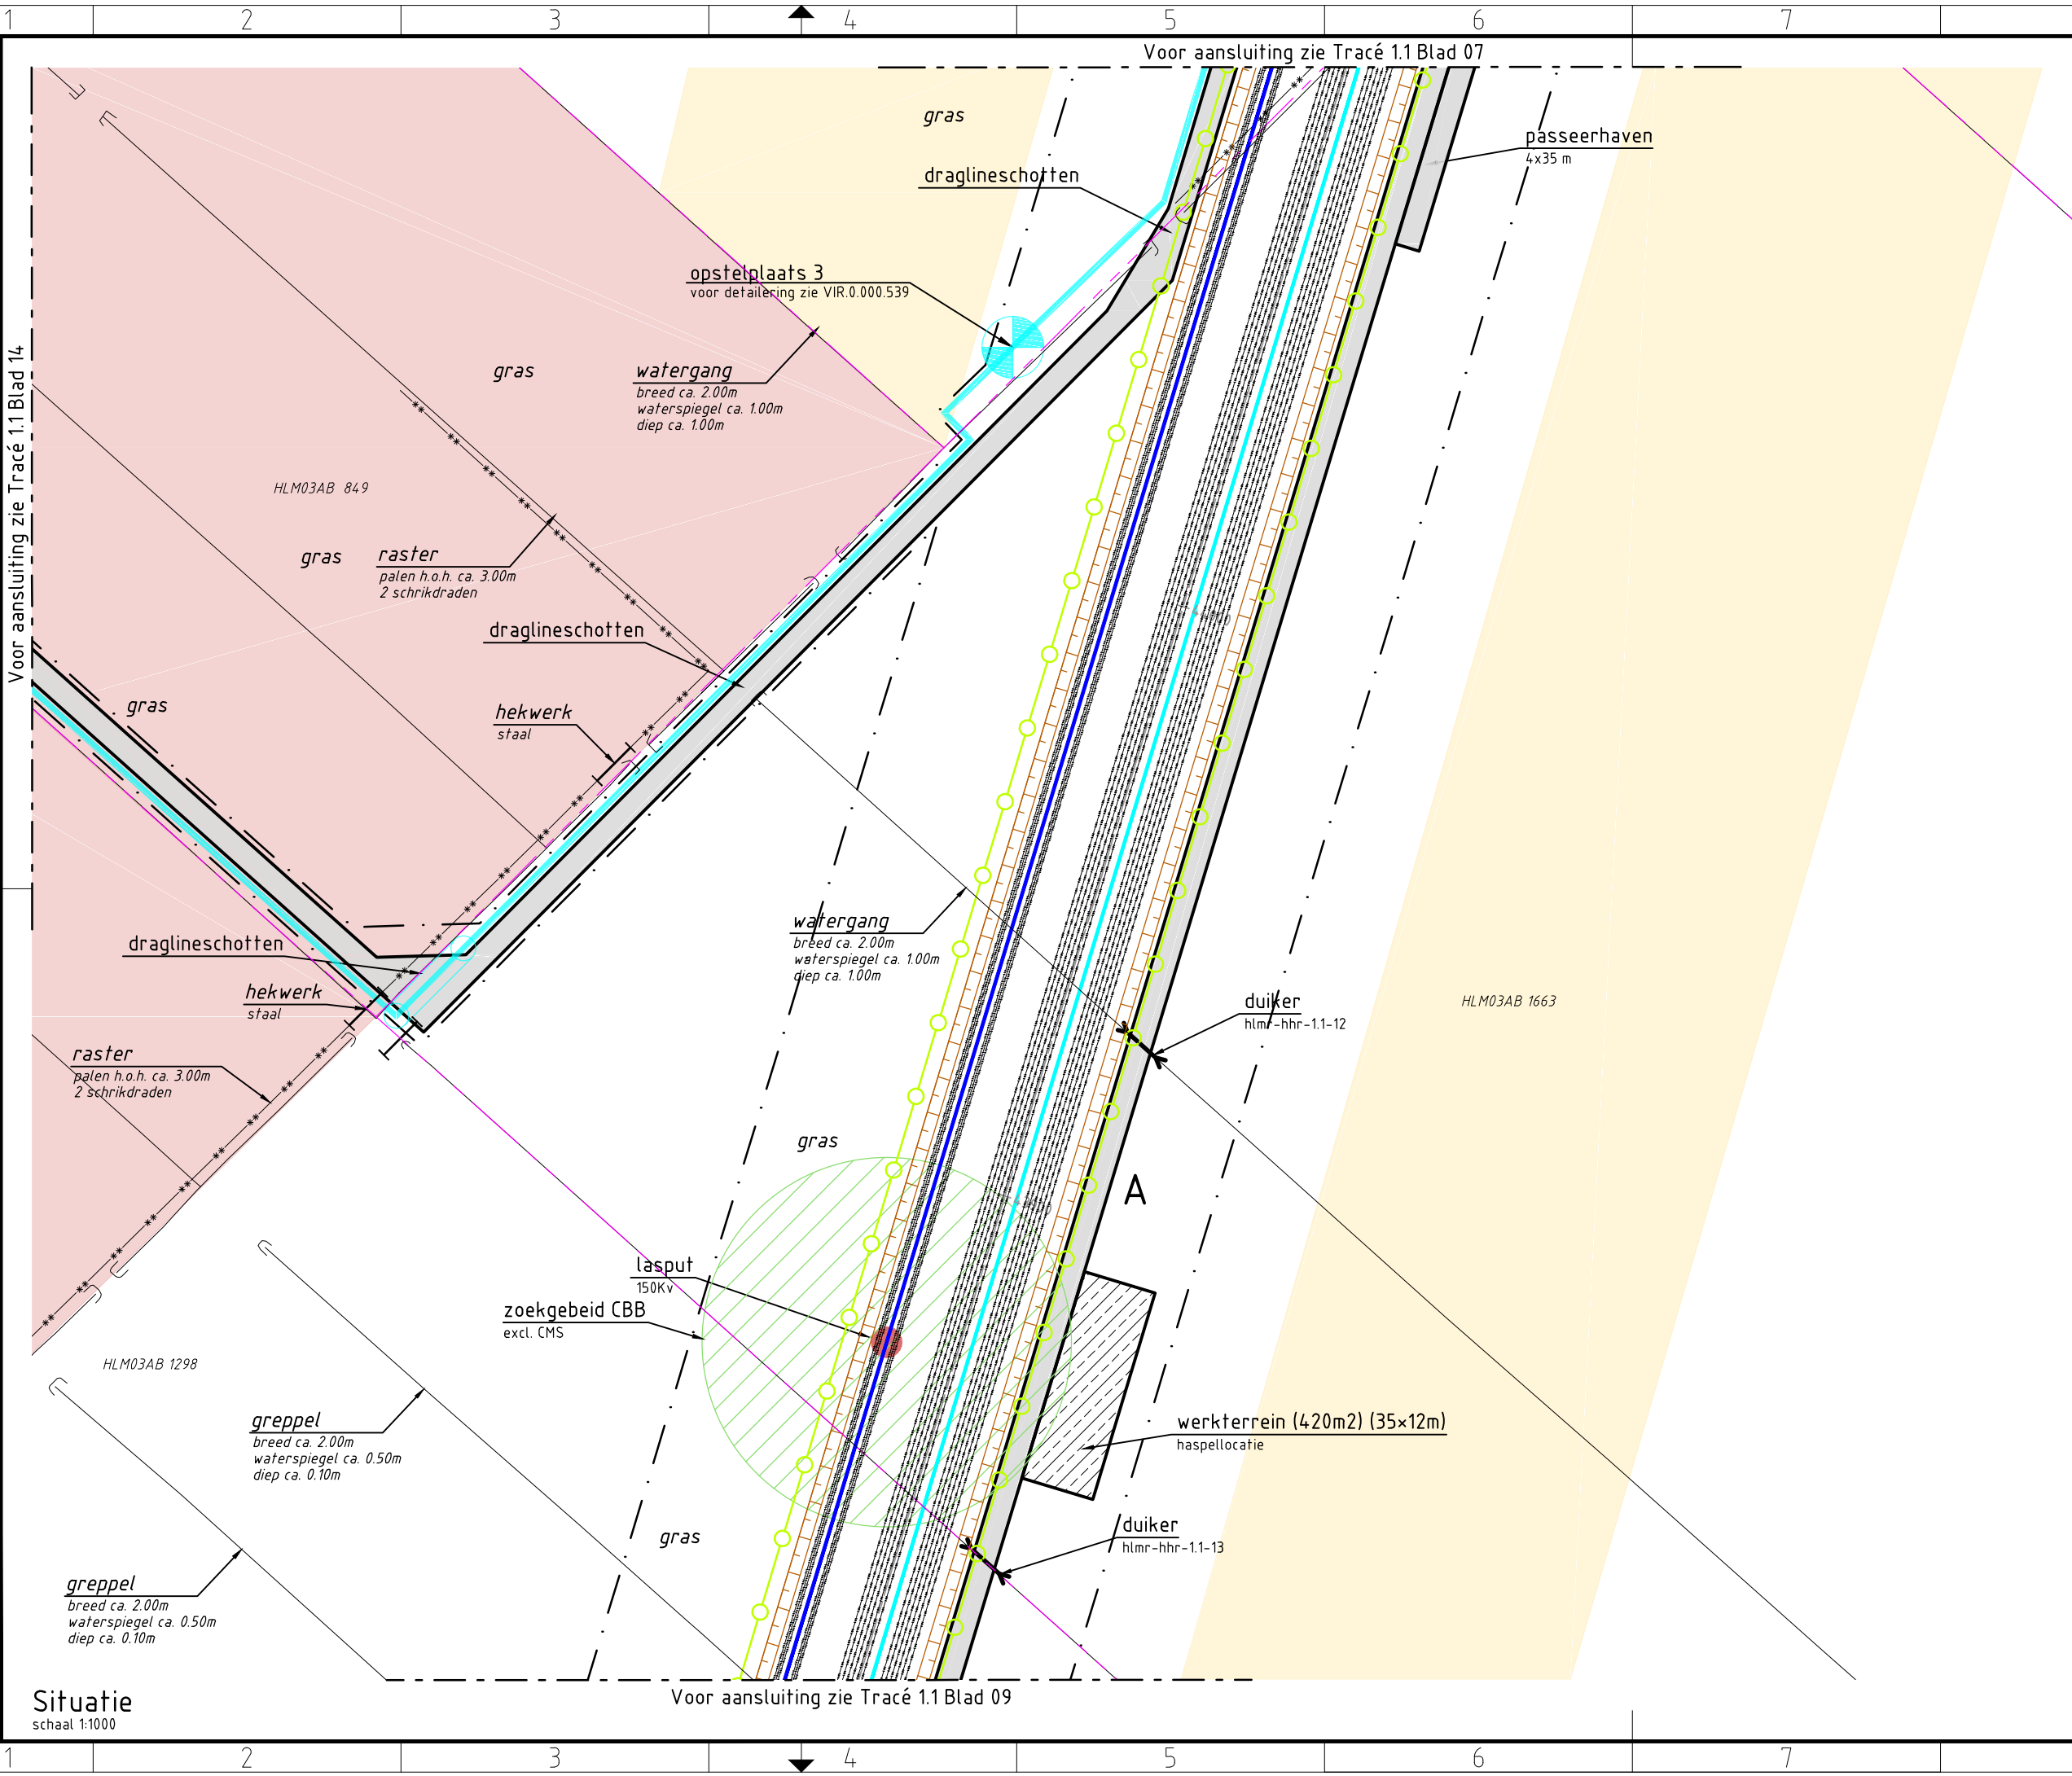 1 2 3 4 5 6 7
Voor aansluiting zie Tracé 1.1 Blad 07
gras
passeerhaven
4x35 m
draglineschotten
opstelplaats 3
voor detailering zie VIR.0.000.539
Voor aansluiting zie Tracé 1.1 Blad 14
gras
watergang
breed ca. 2.00m
waterspiegel ca. 1.00m
diep ca. 1.00m
HLM03AB 849
gras
raster
palen h.o.h. ca. 3.00m
2 schrikdraden
draglineschotten
gras
hekwerk
staal
watergang
breed ca. 2.00m
waterspiegel ca. 1.00m
diep ca. 1.00m
draglineschotten
hekwerk
staal
duiker
hlmr-hhr-1.1-12
HLM03AB 1663
raster
palen h.o.h. ca. 3.00m
2 schrikdraden
gras
A
lasput
150Kv
zoekgebeid CBB
excl. CMS
HLM03AB 1298
greppel
breed ca. 2.00m
waterspiegel ca. 0.50m
diep ca. 0.10m
werkterrein (420m2) (35x12m)
haspellocatie
gras
duiker
hlmr-hhr-1.1-13
greppel
breed ca. 2.00m
waterspiegel ca. 0.50m
diep ca. 0.10m
Voor aansluiting zie Tracé 1.1 Blad 09
Situatie
schaal 1:1000
1 2 3 4 5 6 7